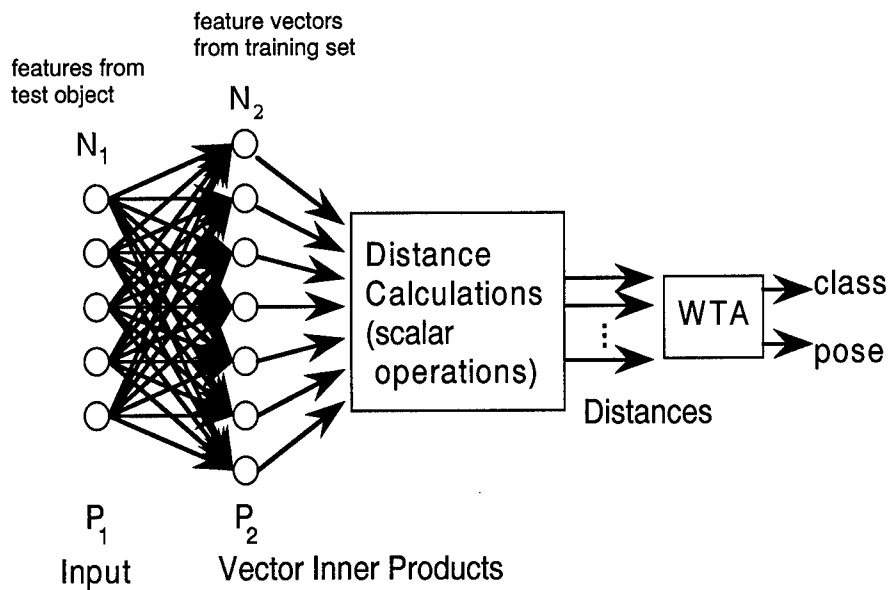 feature vectors
from training set
features from
test object
N₂
N₁
Distance
Calculations
(scalar
operations)
WTA
class
pose
Distances
P₁
P₂
Input
Vector Inner Products